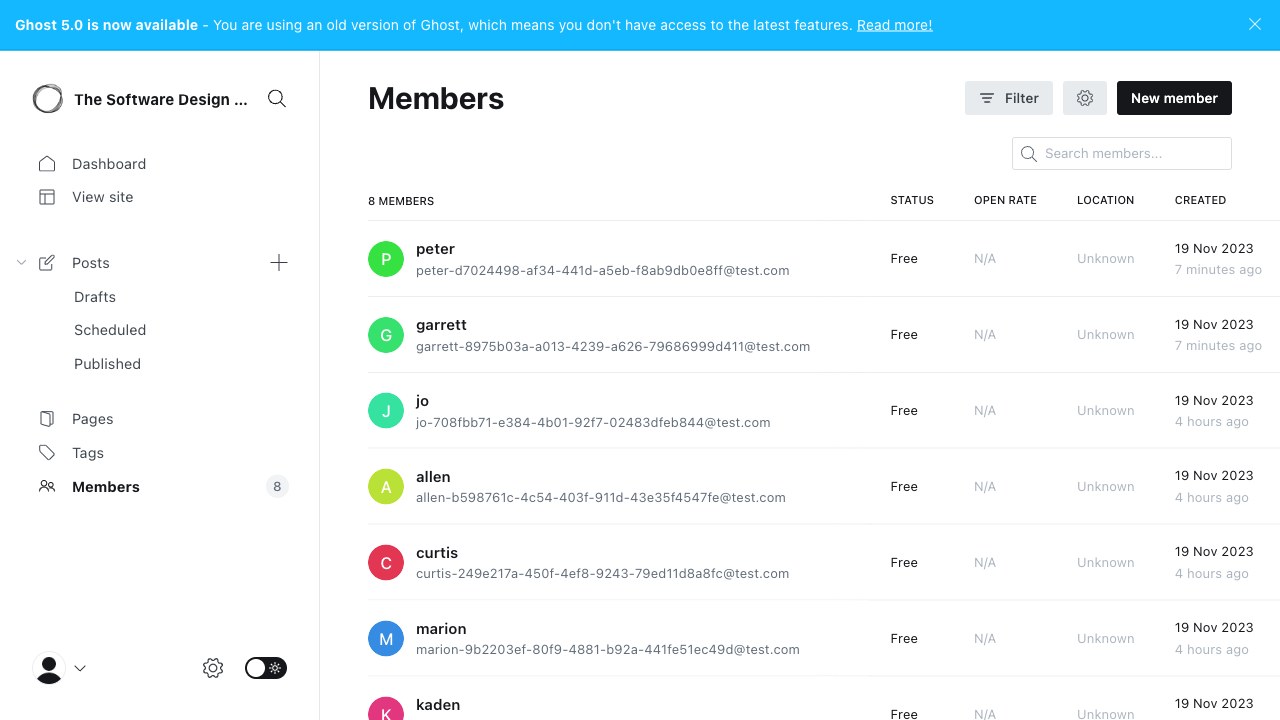 Ghost 5.0 is now available - You are using an old version of Ghost, which means you don't have access to the latest features. Read more!
The Software Design ...
Dashboard
View site
Posts
Drafts
Scheduled
Published
Pages
Tags
Members 8
Members
Filter
New member
Search members...
8 MEMBERS STATUS OPEN RATE LOCATION CREATED
P peter
peter-d7024498-af34-441d-a5eb-f8ab9db0e8ff@test.com
Free N/A Unknown
19 Nov 2023
7 minutes ago
G garrett
garrett-8975b03a-a013-4239-a626-79686999d411@test.com
Free N/A Unknown
19 Nov 2023
7 minutes ago
J jo
jo-708fbb71-e384-4b01-92f7-02483dfeb844@test.com
Free N/A Unknown
19 Nov 2023
4 hours ago
A allen
allen-b598761c-4c54-403f-911d-43e35f4547fe@test.com
Free N/A Unknown
19 Nov 2023
4 hours ago
C curtis
curtis-249e217a-450f-4ef8-9243-79ed11d8a8fc@test.com
Free N/A Unknown
19 Nov 2023
4 hours ago
M marion
marion-9b2203ef-80f9-4881-b92a-441fe51ec49d@test.com
Free N/A Unknown
19 Nov 2023
4 hours ago
K kaden
Free N/A Unknown
19 Nov 2023